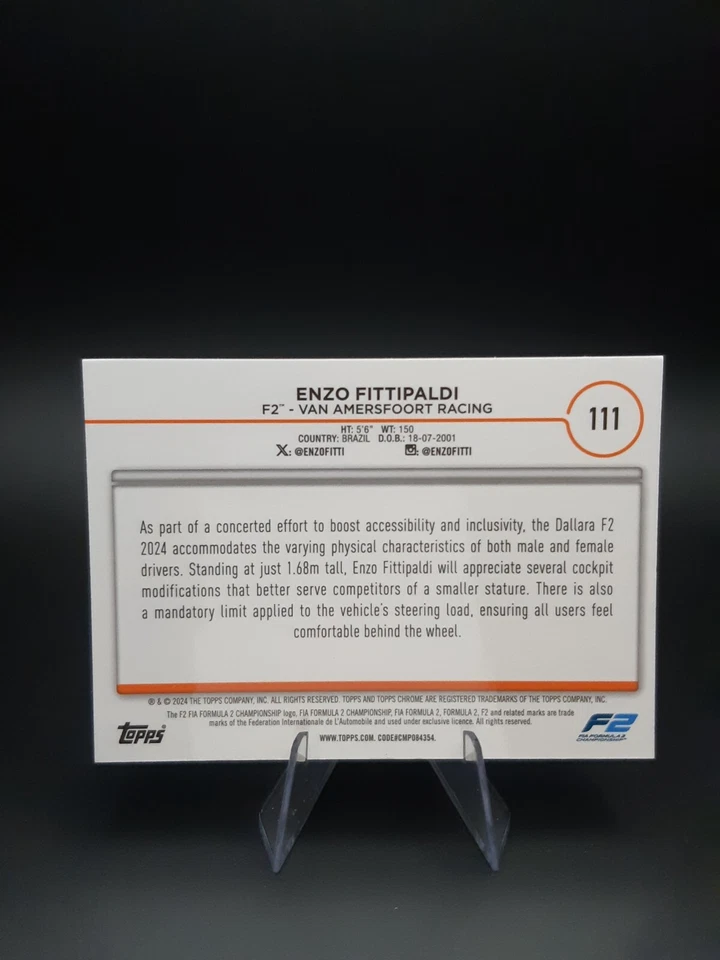 ENZO FITTIPALDI
F2™ - VAN AMERSFOORT RACING
111
HT: 5'6" WT: 150
COUNTRY: BRAZIL D.O.B.: 18-07-2001
X: @ENZOFITTI : @ENZOFITTI
As part of a concerted effort to boost accessibility and inclusivity, the Dallara F2
2024 accommodates the varying physical characteristics of both male and female
drivers. Standing at just 1.68m tall, Enzo Fittipaldi will appreciate several cockpit
modifications that better serve competitors of a smaller stature. There is also
a mandatory limit applied to the vehicle's steering load, ensuring all users feel
comfortable behind the wheel.
® & © 2024 THE TOPPS COMPANY, INC. ALL RIGHTS RESERVED. TOPPS AND TOPPS CHROME ARE REGISTERED TRADEMARKS OF THE TOPPS COMPANY, INC.
The F2 FIA FORMULA 2 CHAMPIONSHIP logo, FIA FORMULA 2 CHAMPIONSHIP, FIA FORMULA 2, FORMULA 2, F2 and related marks are trade
marks of the Federation Internationale de L'Automobile and used under exclusive licence. All rights reserved.
topps
WWW.TOPPS.COM. CODE#CMP084354.
F2
FIA FORMULA 2
CHAMPIONSHIP